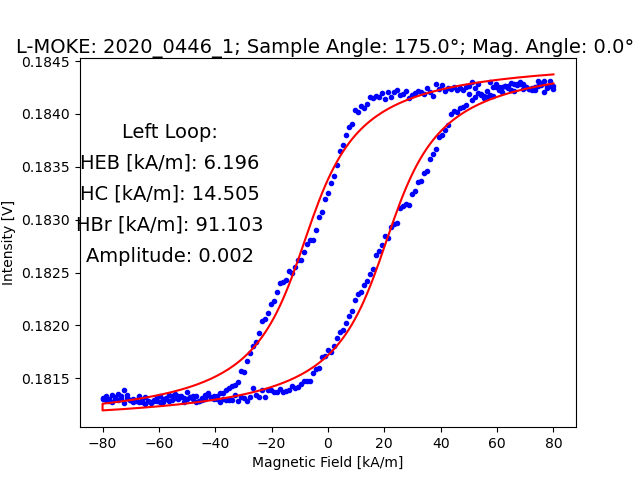 L-MOKE: 2020_0446_1; Sample Angle: 175.0°; Mag. Angle: 0.0°
0.1845
0.1840
0.1835
0.1830
0.1825
0.1820
0.1815
Intensity [V]
Left Loop:
HEB [kA/m]: 6.196
HC [kA/m]: 14.505
HBr [kA/m]: 91.103
Amplitude: 0.002
−80 −60 −40 −20 0 20 40 60 80
Magnetic Field [kA/m]